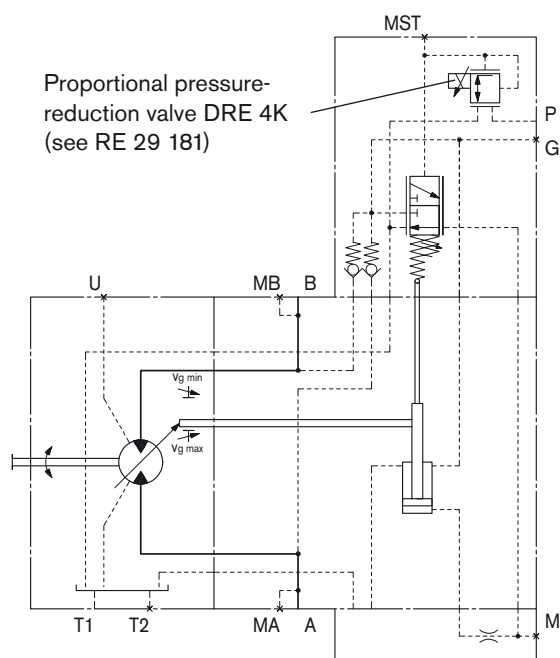 MST
Proportional pressure-
reduction valve DRE 4K
(see RE 29 181)
P
G
U
MB
B
Vg min
Vg max
T1
T2
MA
A
M